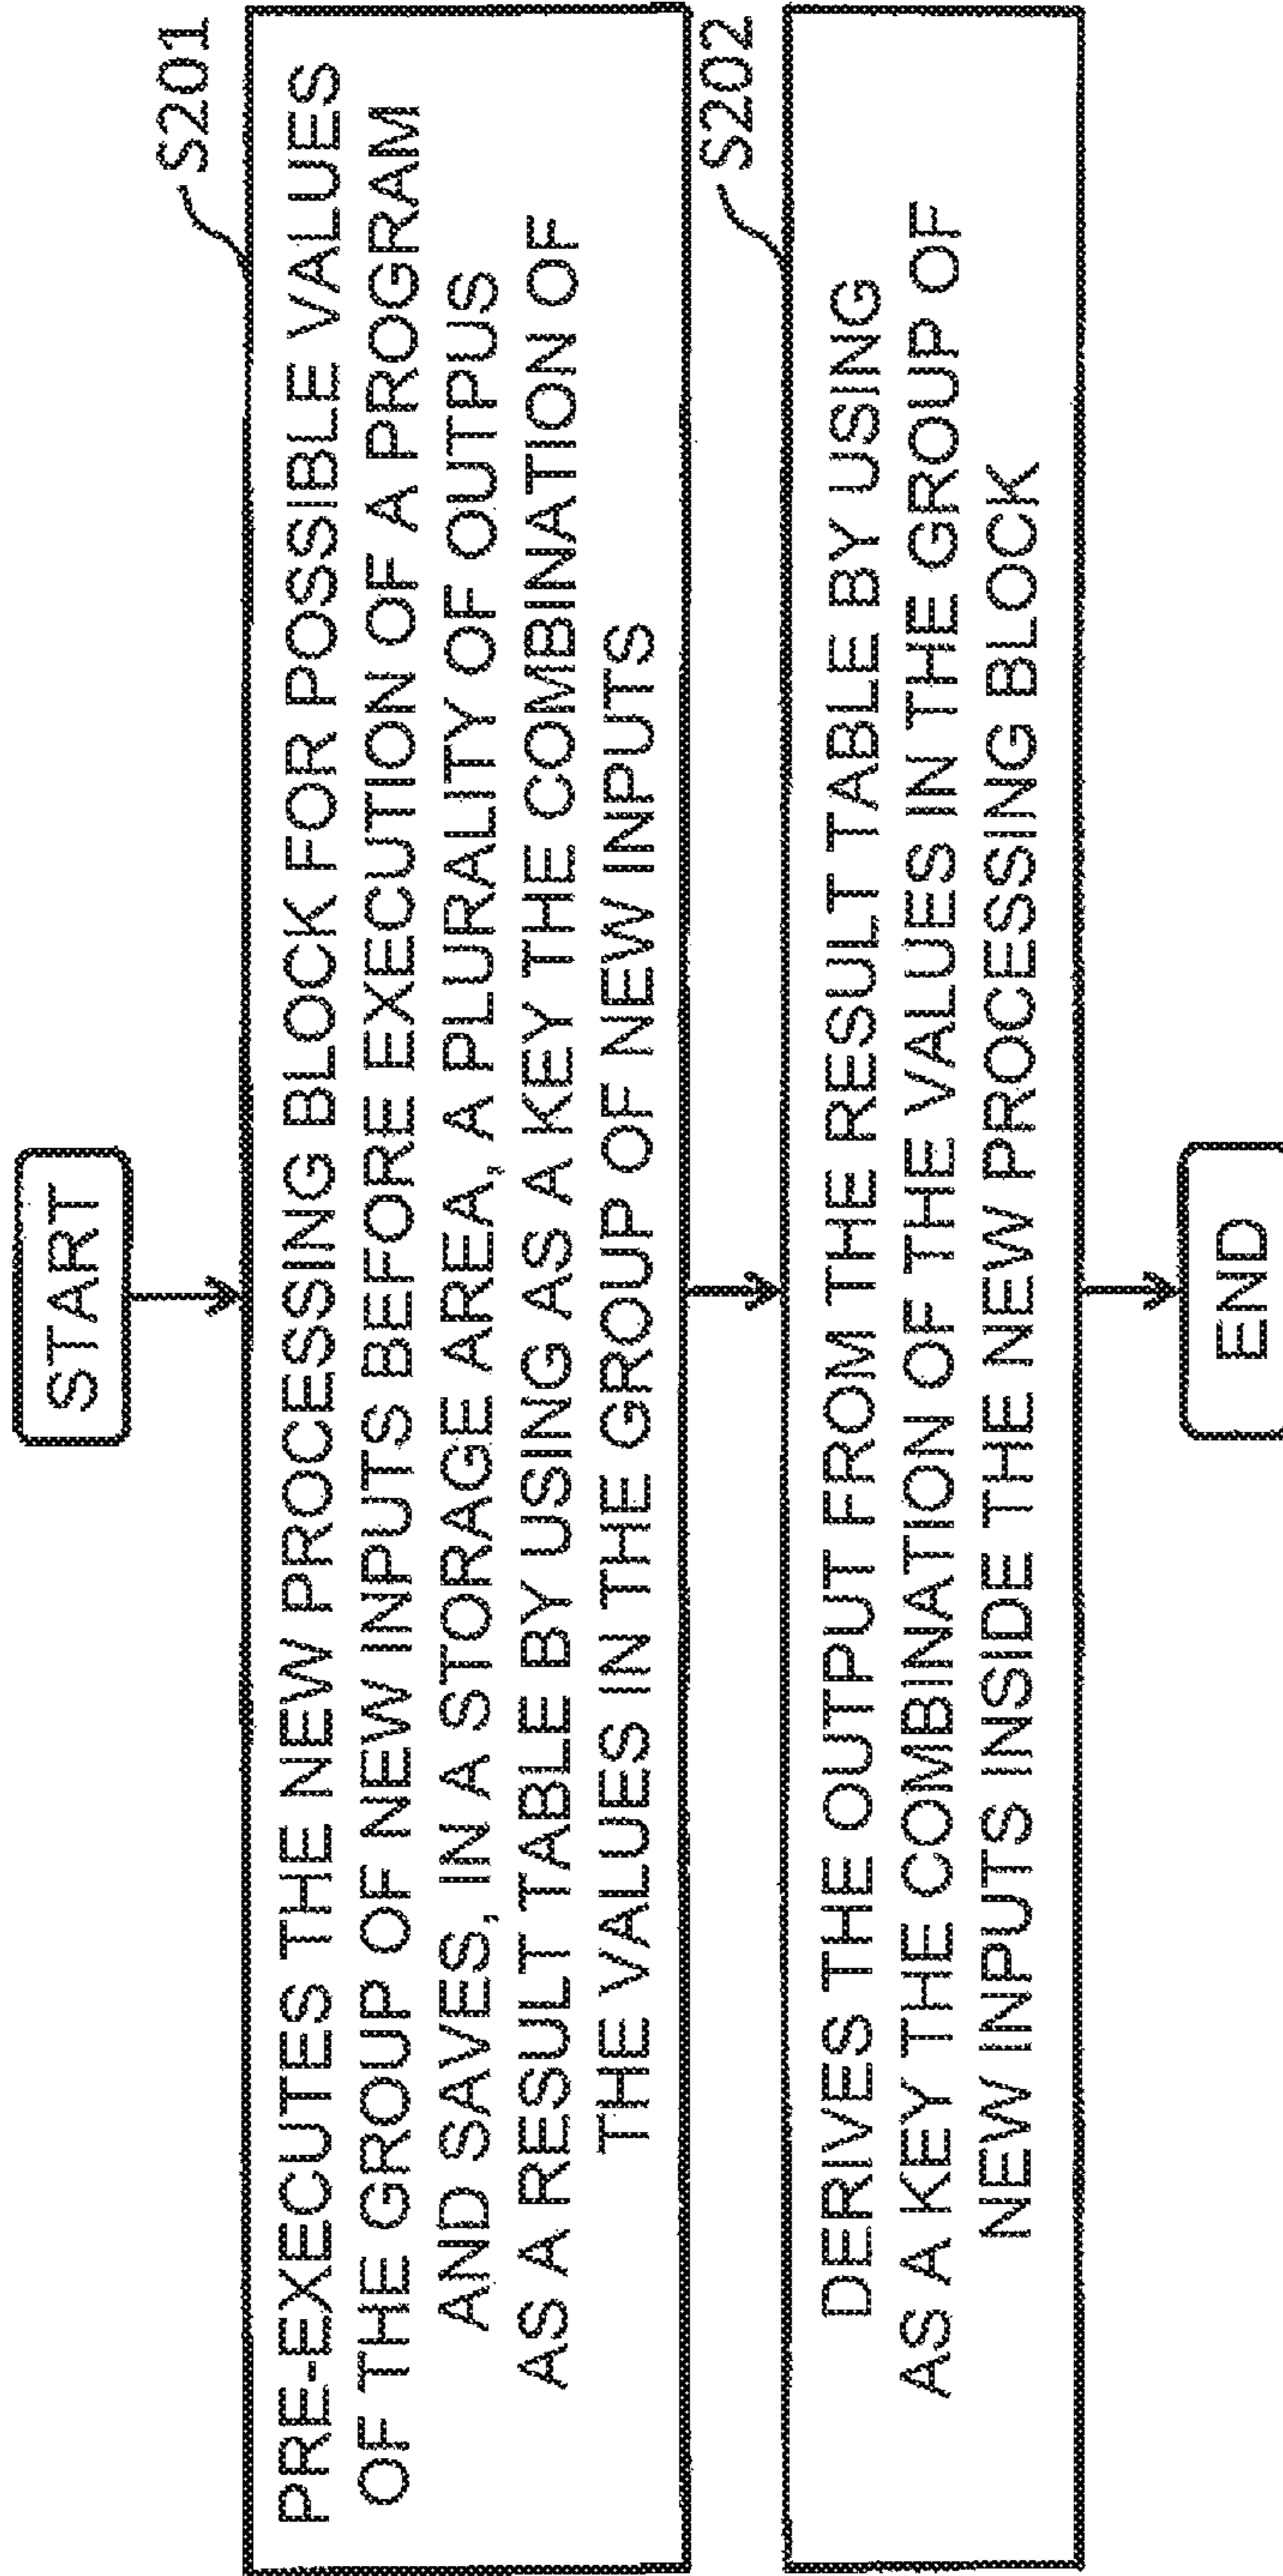 START
S201
PRE-EXECUTES THE NEW PROCESSING BLOCK FOR POSSIBLE VALUES
OF THE GROUP OF NEW INPUTS BEFORE EXECUTION OF A PROGRAM
AND SAVES, IN A STORAGE AREA, A PLURALITY OF OUTPUS
AS A RESULT TABLE BY USING AS A KEY THE COMBINATION OF
THE VALUES IN THE GROUP OF NEW INPUTS
S202
DERIVES THE OUTPUT FROM THE RESULT TABLE BY USING
AS A KEY THE COMBINATION OF THE VALUES IN THE GROUP OF
NEW INPUTS INSIDE THE NEW PROCESSING BLOCK
END